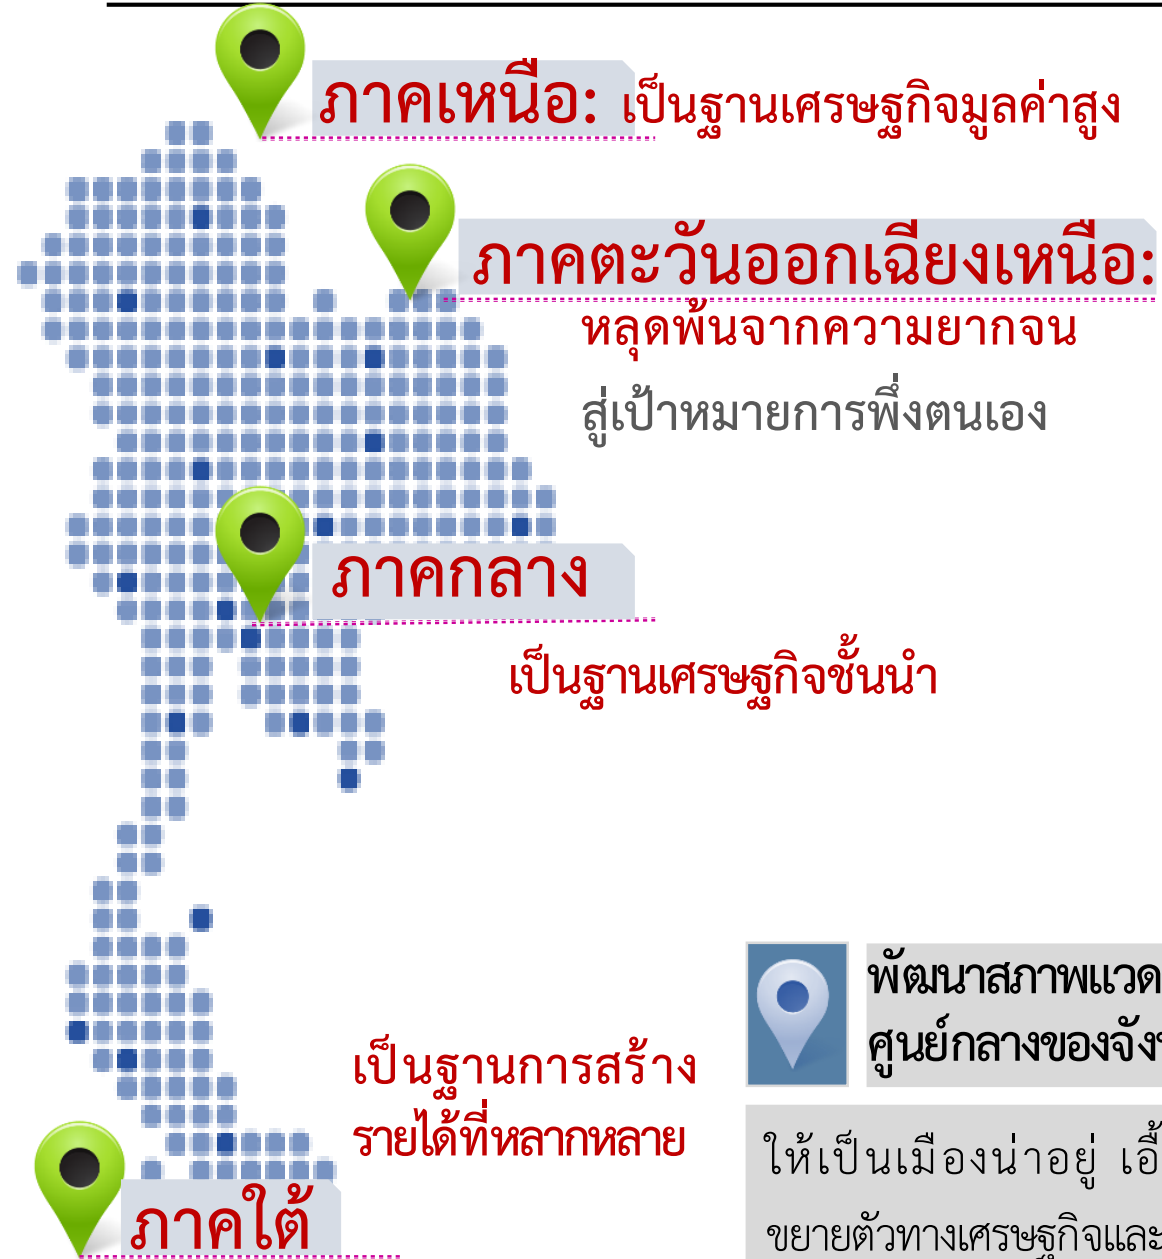 ภาคเหนือ: เป็นฐานเศรษฐกิจมูลค่าสูง
ภาคตะวันออกเฉียงเหนือ:
หลุดพ้นจากความยากจน
สู่เป้าหมายการพึ่งตนเอง
ภาคกลาง
เป็นฐานเศรษฐกิจชั้นนำ
เป็นฐานการสร้าง
รายได้ที่หลากหลาย
ภาคใต้
พัฒนาสภาพแวด
ศูนย์กลางของ
ให้เป็นเมืองน่าอยู่
ขยายตัวทางเศรษฐกิจและ